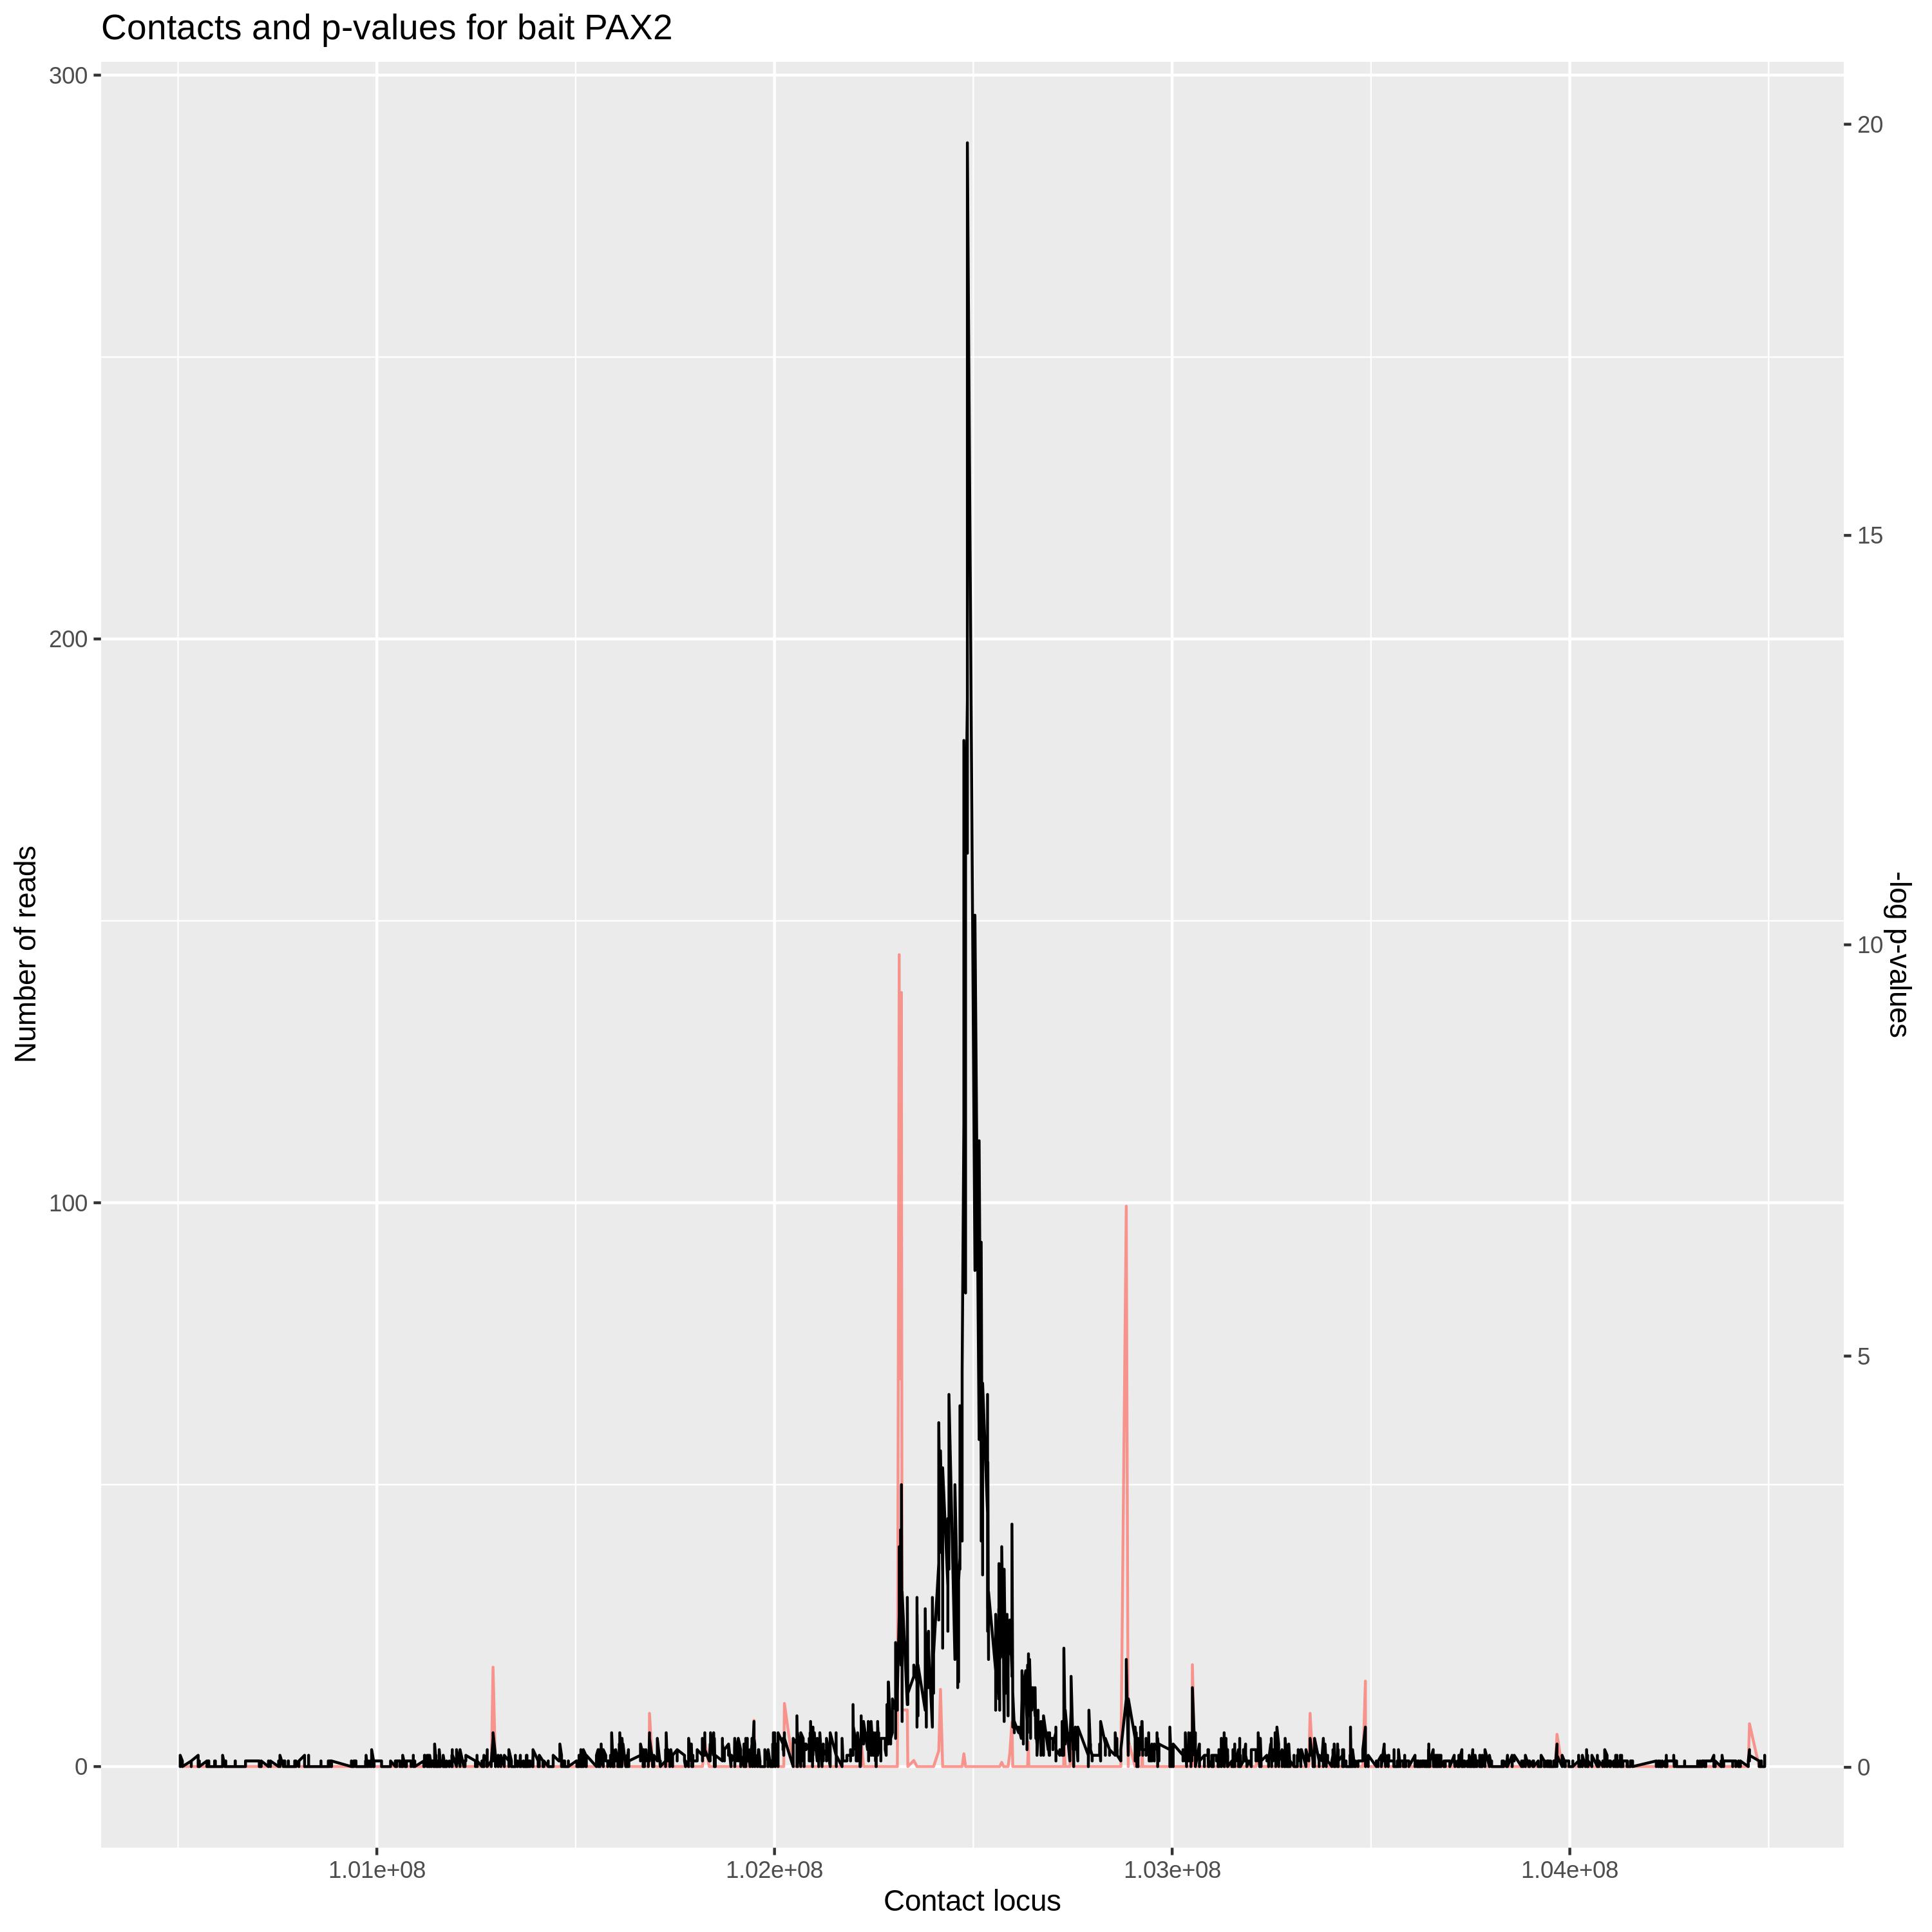 Contacts and p-values for bait PAX2
300
200
100
0
Number of reads
20
15
10
5
0
-log p-values
1.01e+08
1.02e+08
1.03e+08
1.04e+08
Contact locus